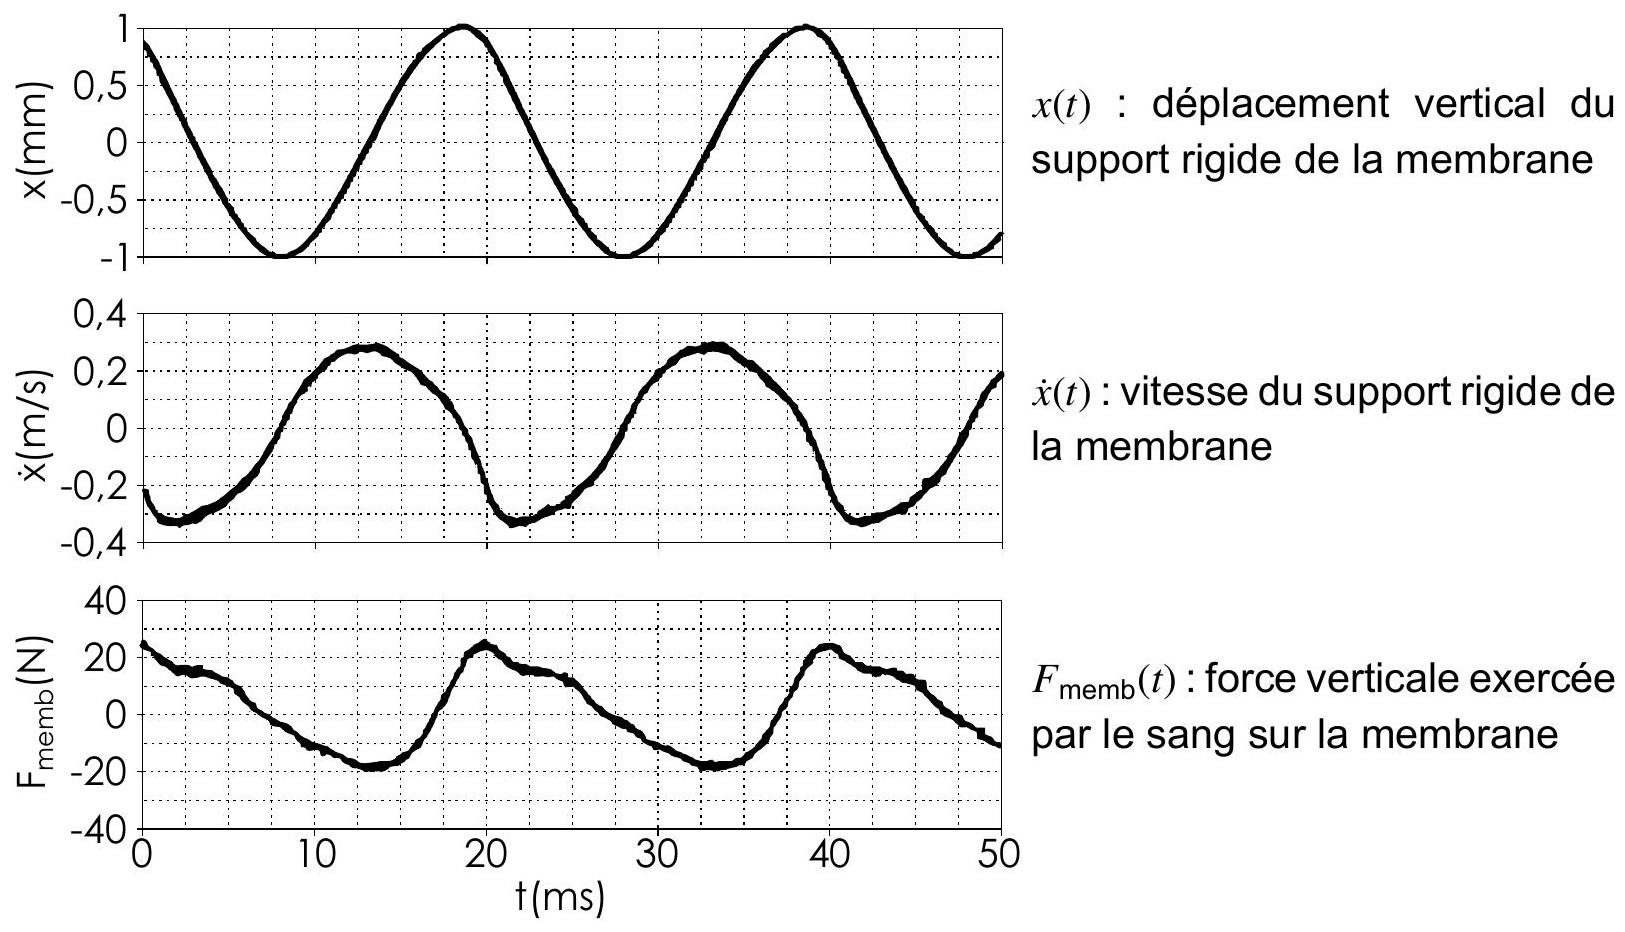 1
0,5
0
-0,5
-1
x(mm)
x(t) : déplacement vertical du
support rigide de la membrane
0,4
0,2
0
-0,2
-0,4
ẋ(m/s)
ẋ(t) : vitesse du support rigide de
la membrane
40
20
0
-20
-40
Fmemb(N)
Fmemb(t) : force verticale exercée
par le sang sur la membrane
0 10 20 30 40 50
t(ms)